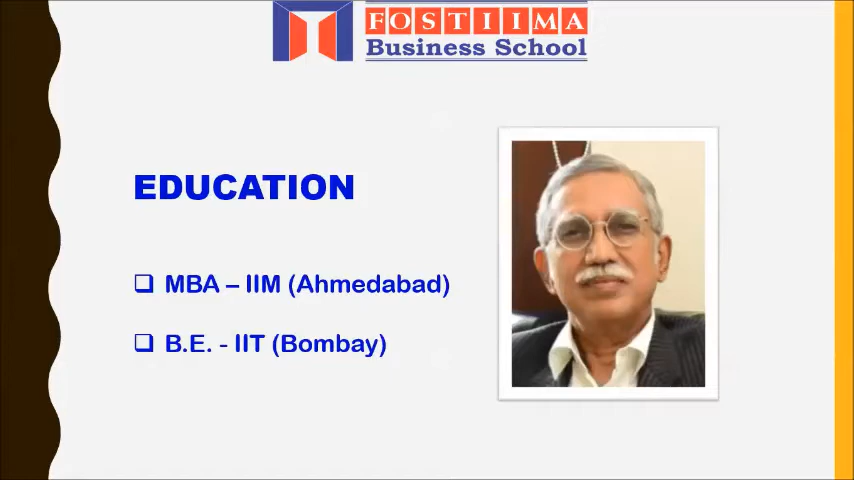 FOSTIIMA
Business School
EDUCATION
❑ MBA – IIM (Ahmedabad)
❑ B.E. - IIT (Bombay)